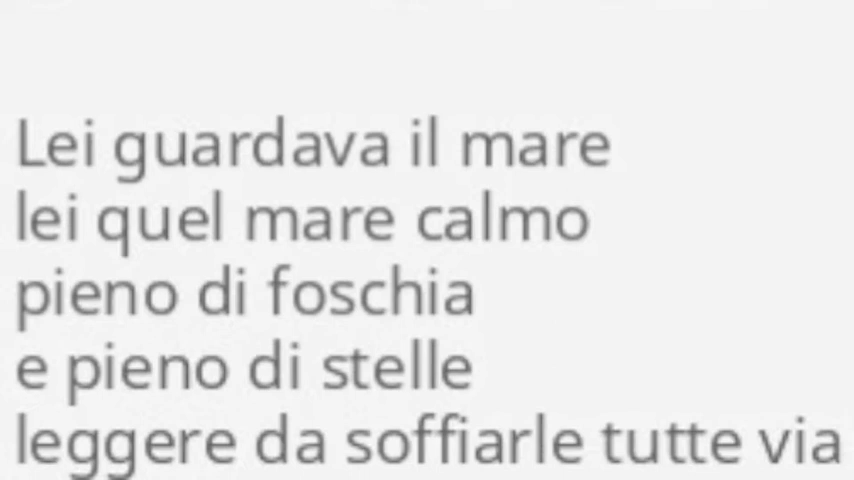 Lei guardava il mare
lei quel mare calmo
pieno di foschia
e pieno di stelle
leggere da soffiarle tutte via